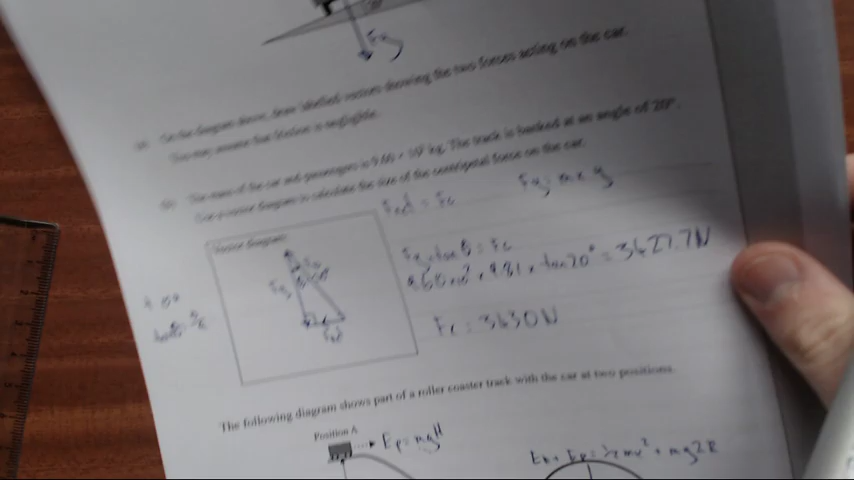 Fg
(a) On the diagram above, draw labelled vectors showing the two forces acting on the car.
You may assume that friction is negligible.
(b) The mass of the car and passengers is 9.60 × 10² kg. The track is banked at an angle of 20°.
Use a vector diagram to calculate the size of the centripetal force on the car.
Fnet = Fc Fg = m × g
Vector diagram
Fg tan θ = Fc
9.60×10² × 9.81 × tan 20° = 3427.7N
Fg
Fc = 3430N
The following diagram shows part of a roller coaster track with the car at two positions.
Position A
Ep = mgH
Ek + Ep = ½mv² + mg2R